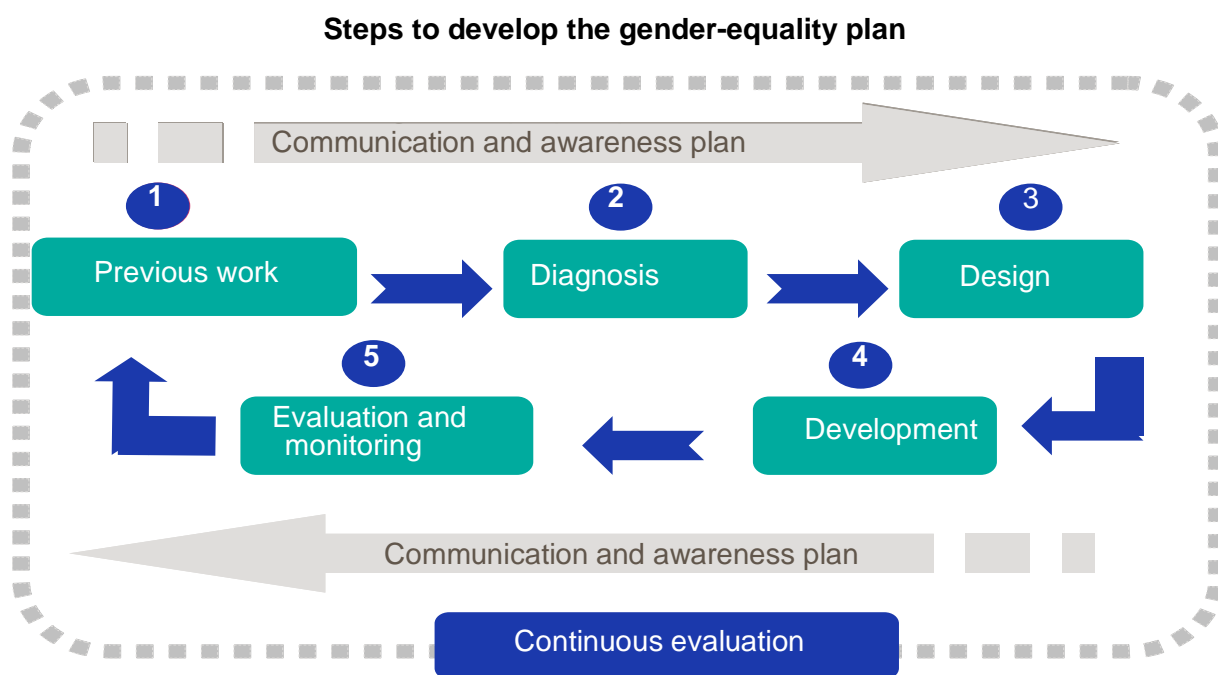 Steps to develop the gender-equality plan
Communication and awareness plan
1
2
3
Previous work
Diagnosis
Design
5
4
Evaluation and
monitoring
Development
Communication and awareness plan
Continuous evaluation